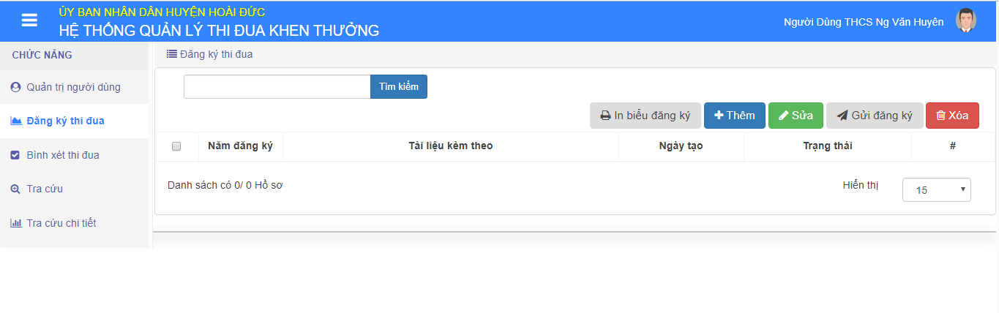 ỦY BAN NHÂN DÂN HUYỆN HOÀI ĐỨC
HỆ THỐNG QUẢN LÝ THI ĐUA KHEN THƯỞNG
Người Dùng THCS Ng Văn Huyên
CHỨC NĂNG
Quản trị người dùng
Đăng ký thi đua
Bình xét thi đua
Tra cứu
Tra cứu chi tiết
Đăng ký thi đua
Tìm kiếm
In biểu đăng ký Thêm Sửa Gửi đăng ký Xóa
Năm đăng ký Tài liệu kèm theo Ngày tạo Trạng thái #
Danh sách có 0/ 0 Hồ sơ Hiển thị 15